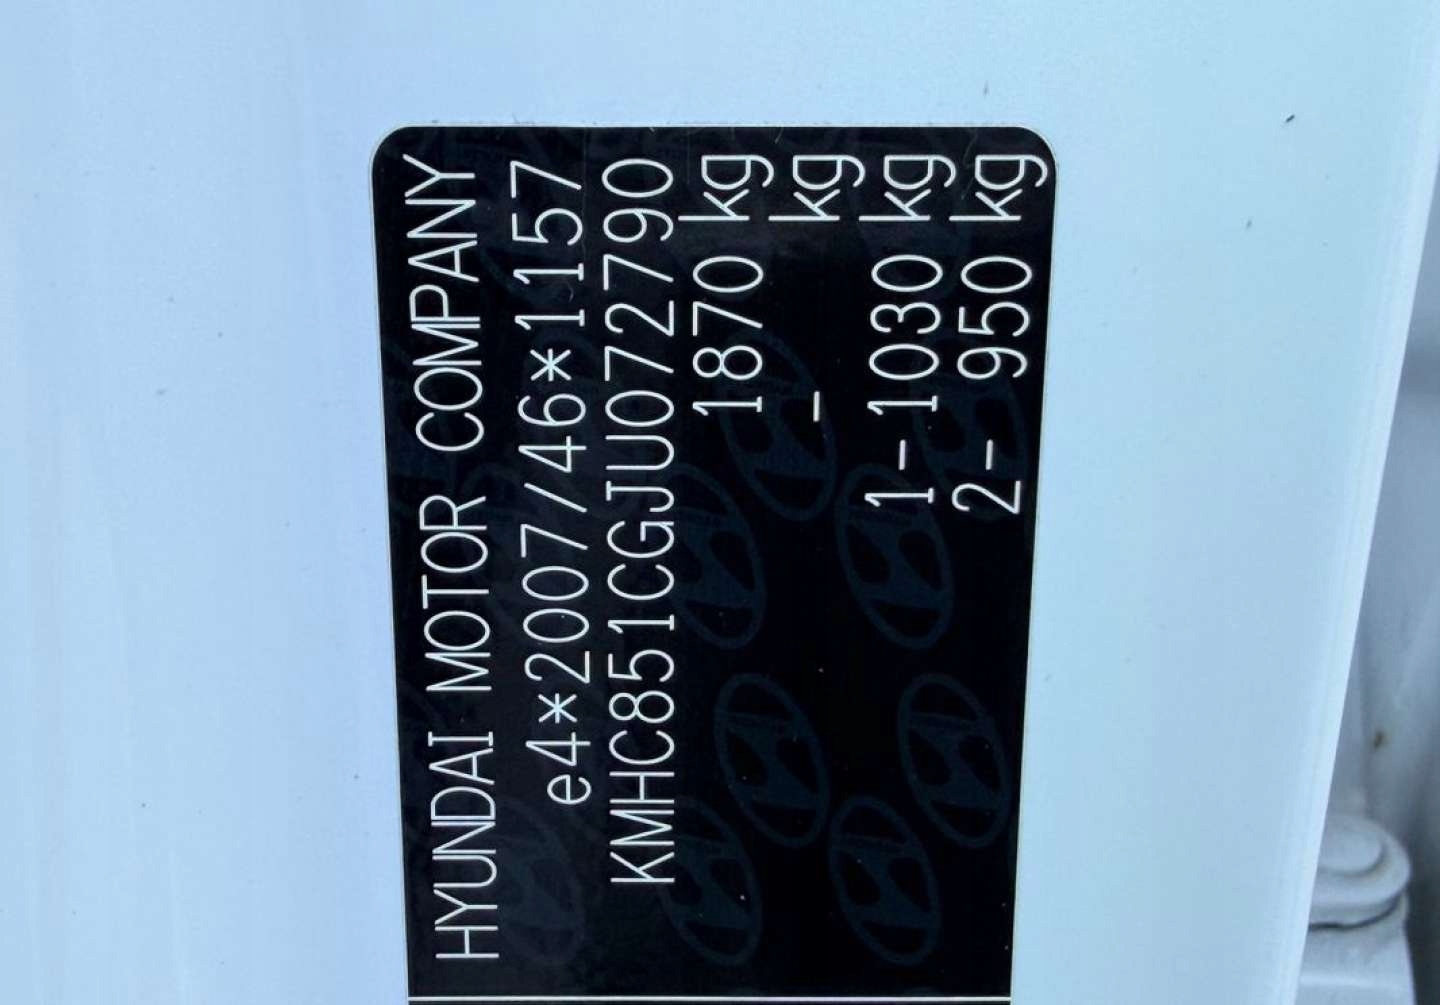 HYUNDAI MOTOR COMPANY
e4*2007/46*1157
KMHC851CGJU072790
1870 kg
- kg
1-1030 kg
2- 950 kg